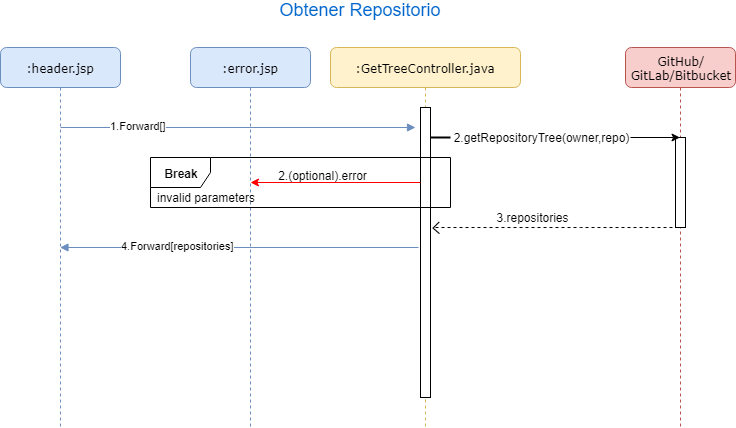 Obtener Repositorio
:header.jsp
:error.jsp
:GetTreeController.java
GitHub/
GitLab/Bitbucket
1.Forward[]
2.getRepositoryTree(owner,repo)
Break
2.(optional).error
invalid parameters
3.repositories
4.Forward[repositories]